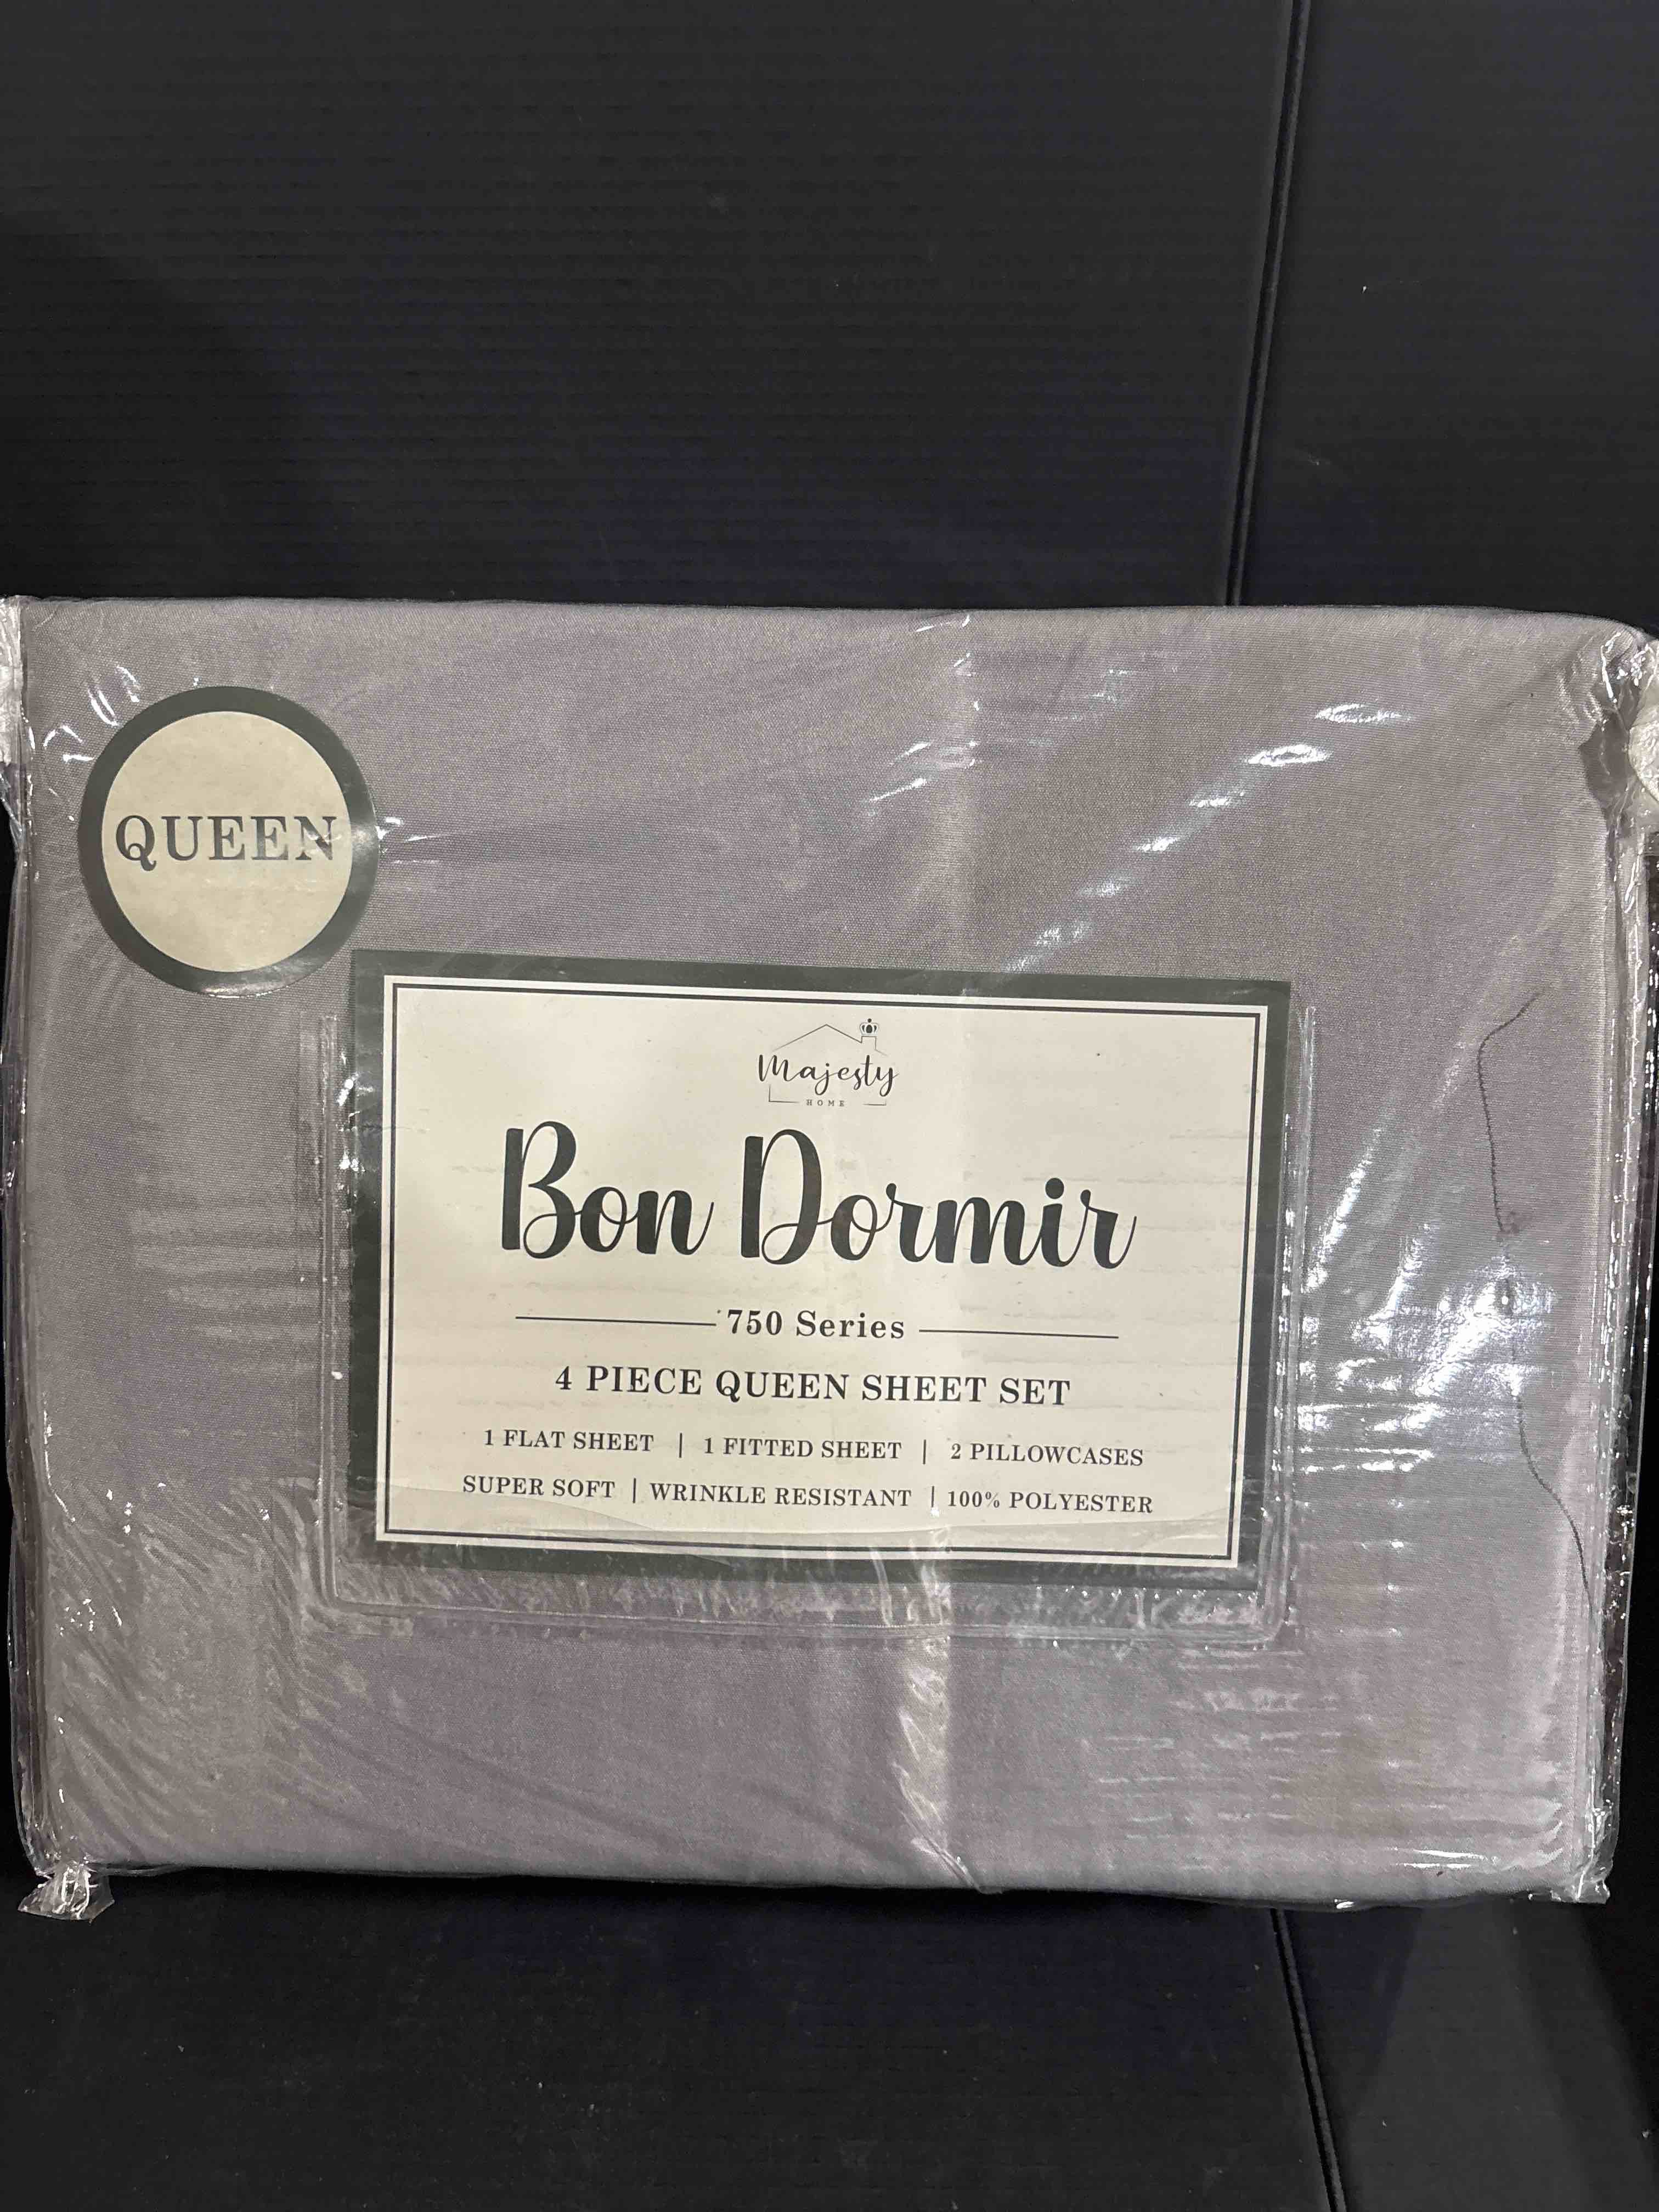 QUEEN
Majesty
HOME
Bon Dormir
750 Series
4 PIECE QUEEN SHEET SET
1 FLAT SHEET | 1 FITTED SHEET | 2 PILLOWCASES
SUPER SOFT | WRINKLE RESISTANT | 100% POLYESTER